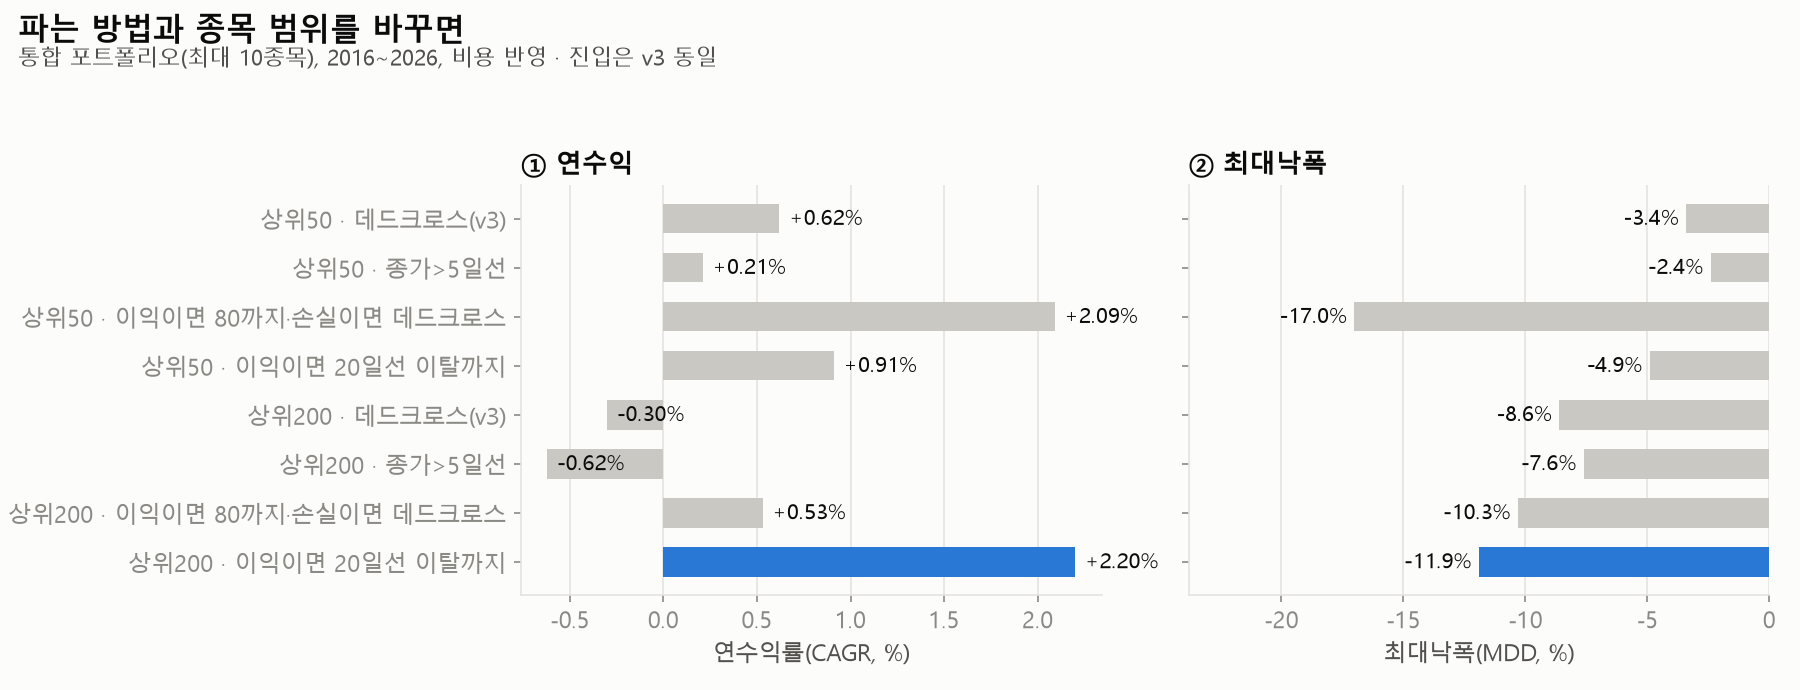 파는 방법과 종목 범위를 바꾸면
통합 포트폴리오(최대 10종목), 2016~2026, 비용 반영 · 진입은 v3 동일
① 연수익
상위50 · 데드크로스(v3)
+0.62%
상위50 · 종가>5일선
+0.21%
상위50 · 이익이면 80까지·손실이면 데드크로스
+2.09%
상위50 · 이익이면 20일선 이탈까지
+0.91%
상위200 · 데드크로스(v3)
-0.30%
상위200 · 종가>5일선
-0.62%
상위200 · 이익이면 80까지·손실이면 데드크로스
+0.53%
상위200 · 이익이면 20일선 이탈까지
+2.20%
-0.5 0.0 0.5 1.0 1.5 2.0
연수익률(CAGR, %)
② 최대낙폭
-3.4%
-2.4%
-17.0%
-4.9%
-8.6%
-7.6%
-10.3%
-11.9%
-20 -15 -10 -5 0
최대낙폭(MDD, %)